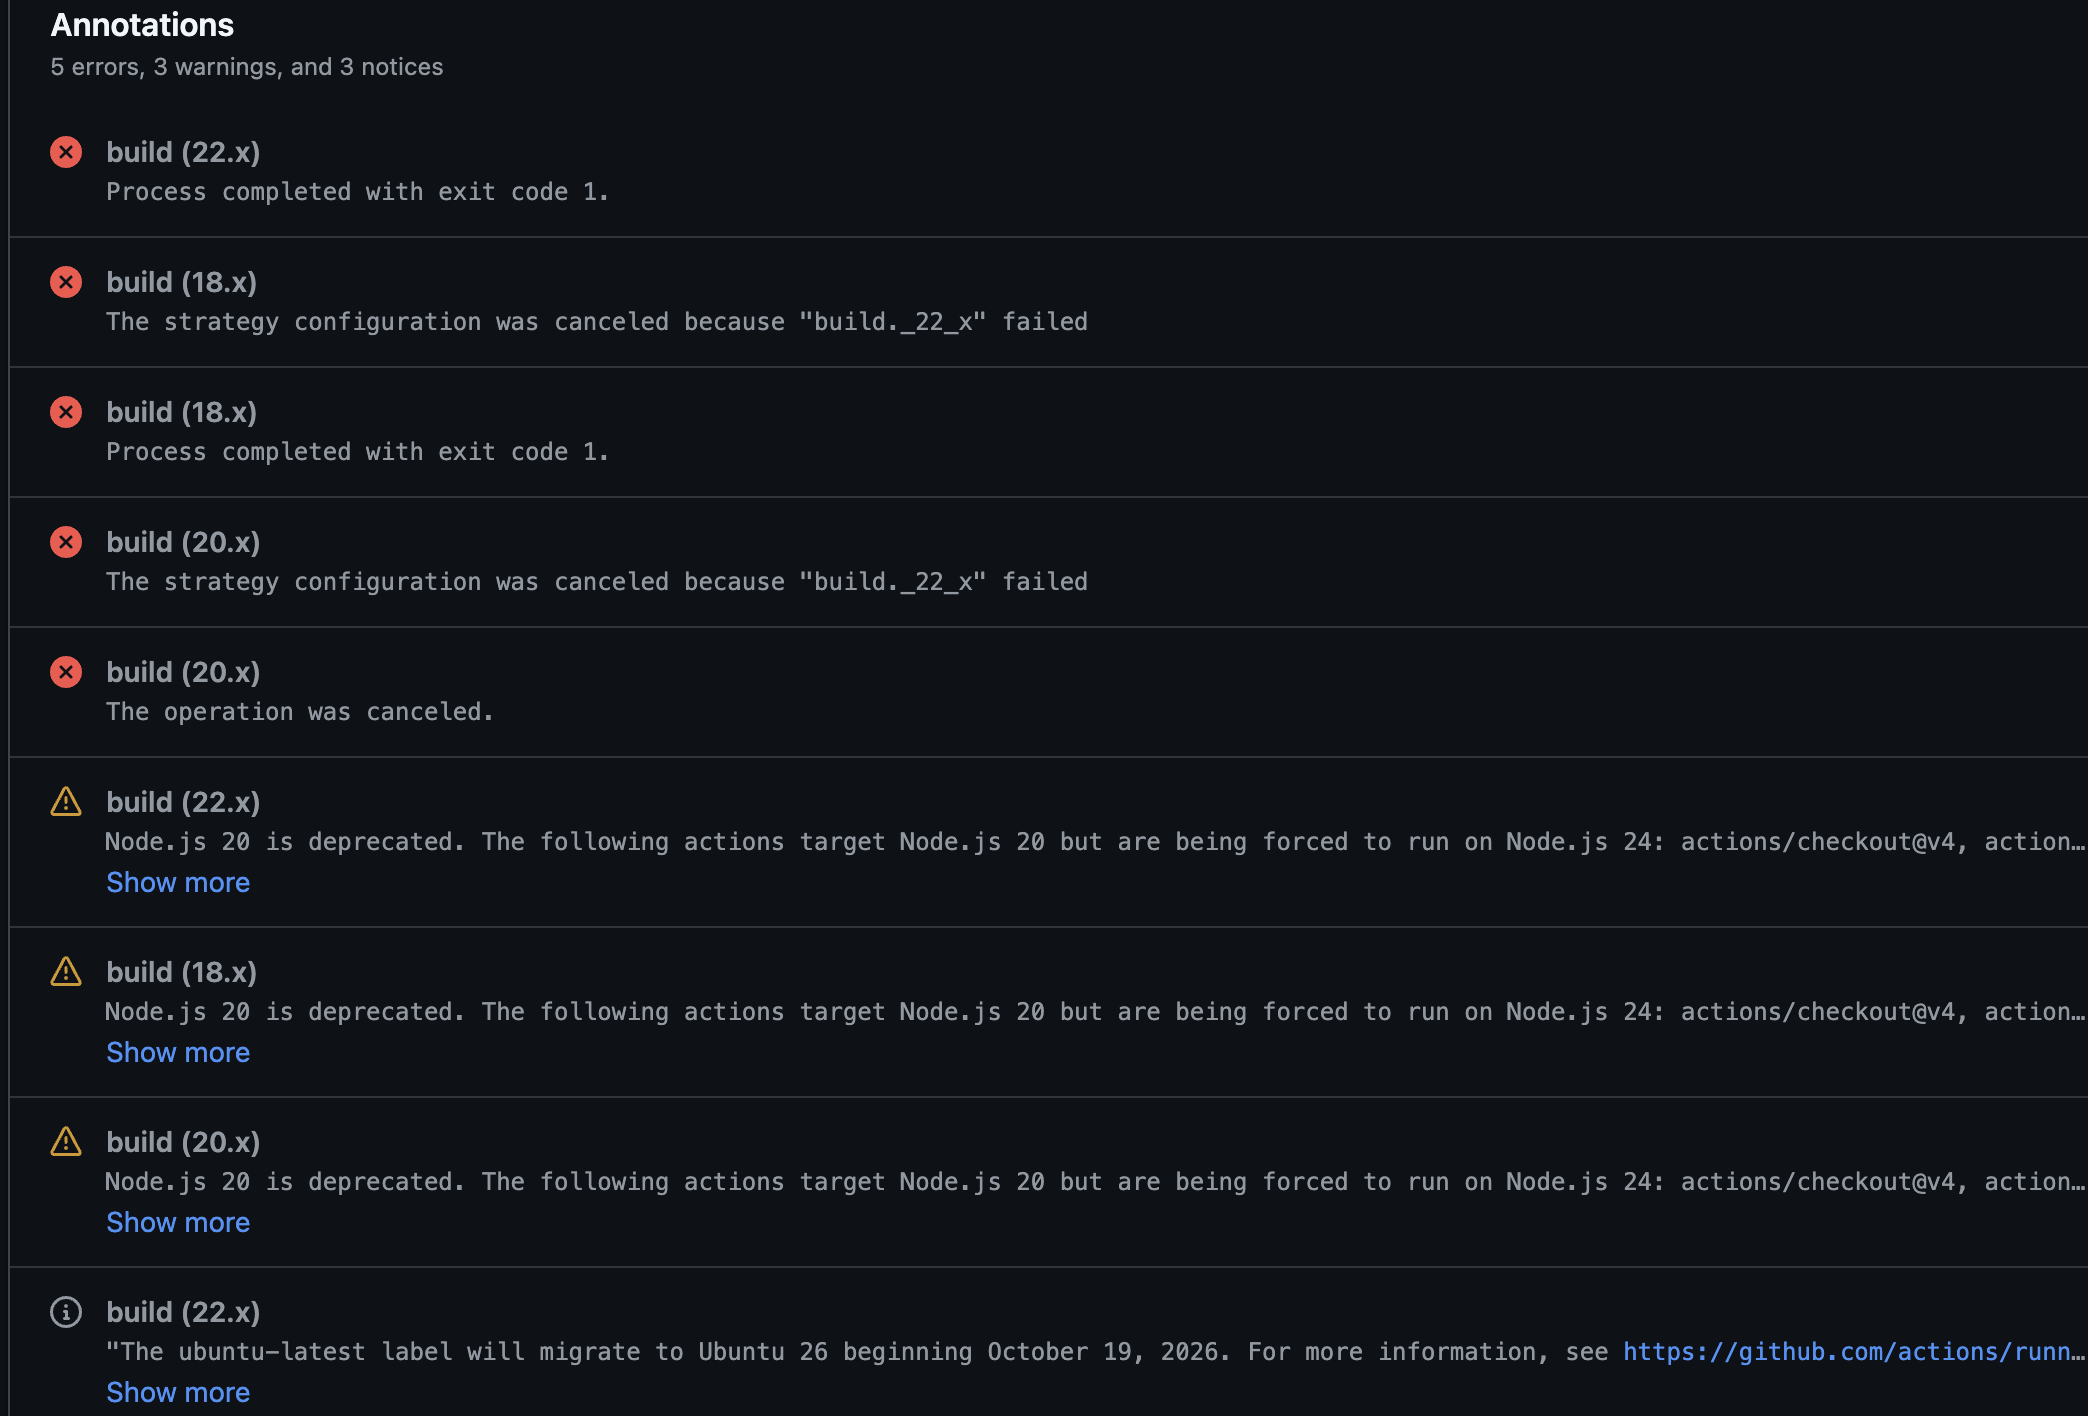 Annotations
5 errors, 3 warnings, and 3 notices
build (22.x)
Process completed with exit code 1.
build (18.x)
The strategy configuration was canceled because "build._22_x" failed
build (18.x)
Process completed with exit code 1.
build (20.x)
The strategy configuration was canceled because "build._22_x" failed
build (20.x)
The operation was canceled.
build (22.x)
Node.js 20 is deprecated. The following actions target Node.js 20 but are being forced to run on Node.js 24: actions/checkout@v4, action…
Show more
build (18.x)
Node.js 20 is deprecated. The following actions target Node.js 20 but are being forced to run on Node.js 24: actions/checkout@v4, action…
Show more
build (20.x)
Node.js 20 is deprecated. The following actions target Node.js 20 but are being forced to run on Node.js 24: actions/checkout@v4, action…
Show more
build (22.x)
"The ubuntu-latest label will migrate to Ubuntu 26 beginning October 19, 2026. For more information, see https://github.com/actions/runn…
Show more